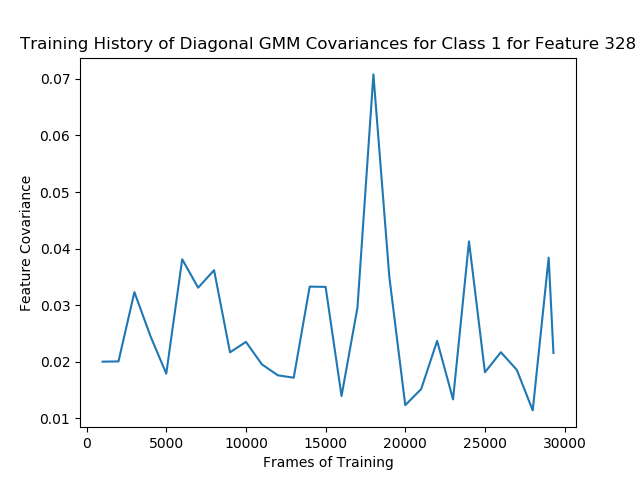 Training History of Diagonal GMM Covariances for Class 1 for Feature 328
0.07
0.06
0.05
0.04
0.03
0.02
0.01
Feature Covariance
0 5000 10000 15000 20000 25000 30000
Frames of Training